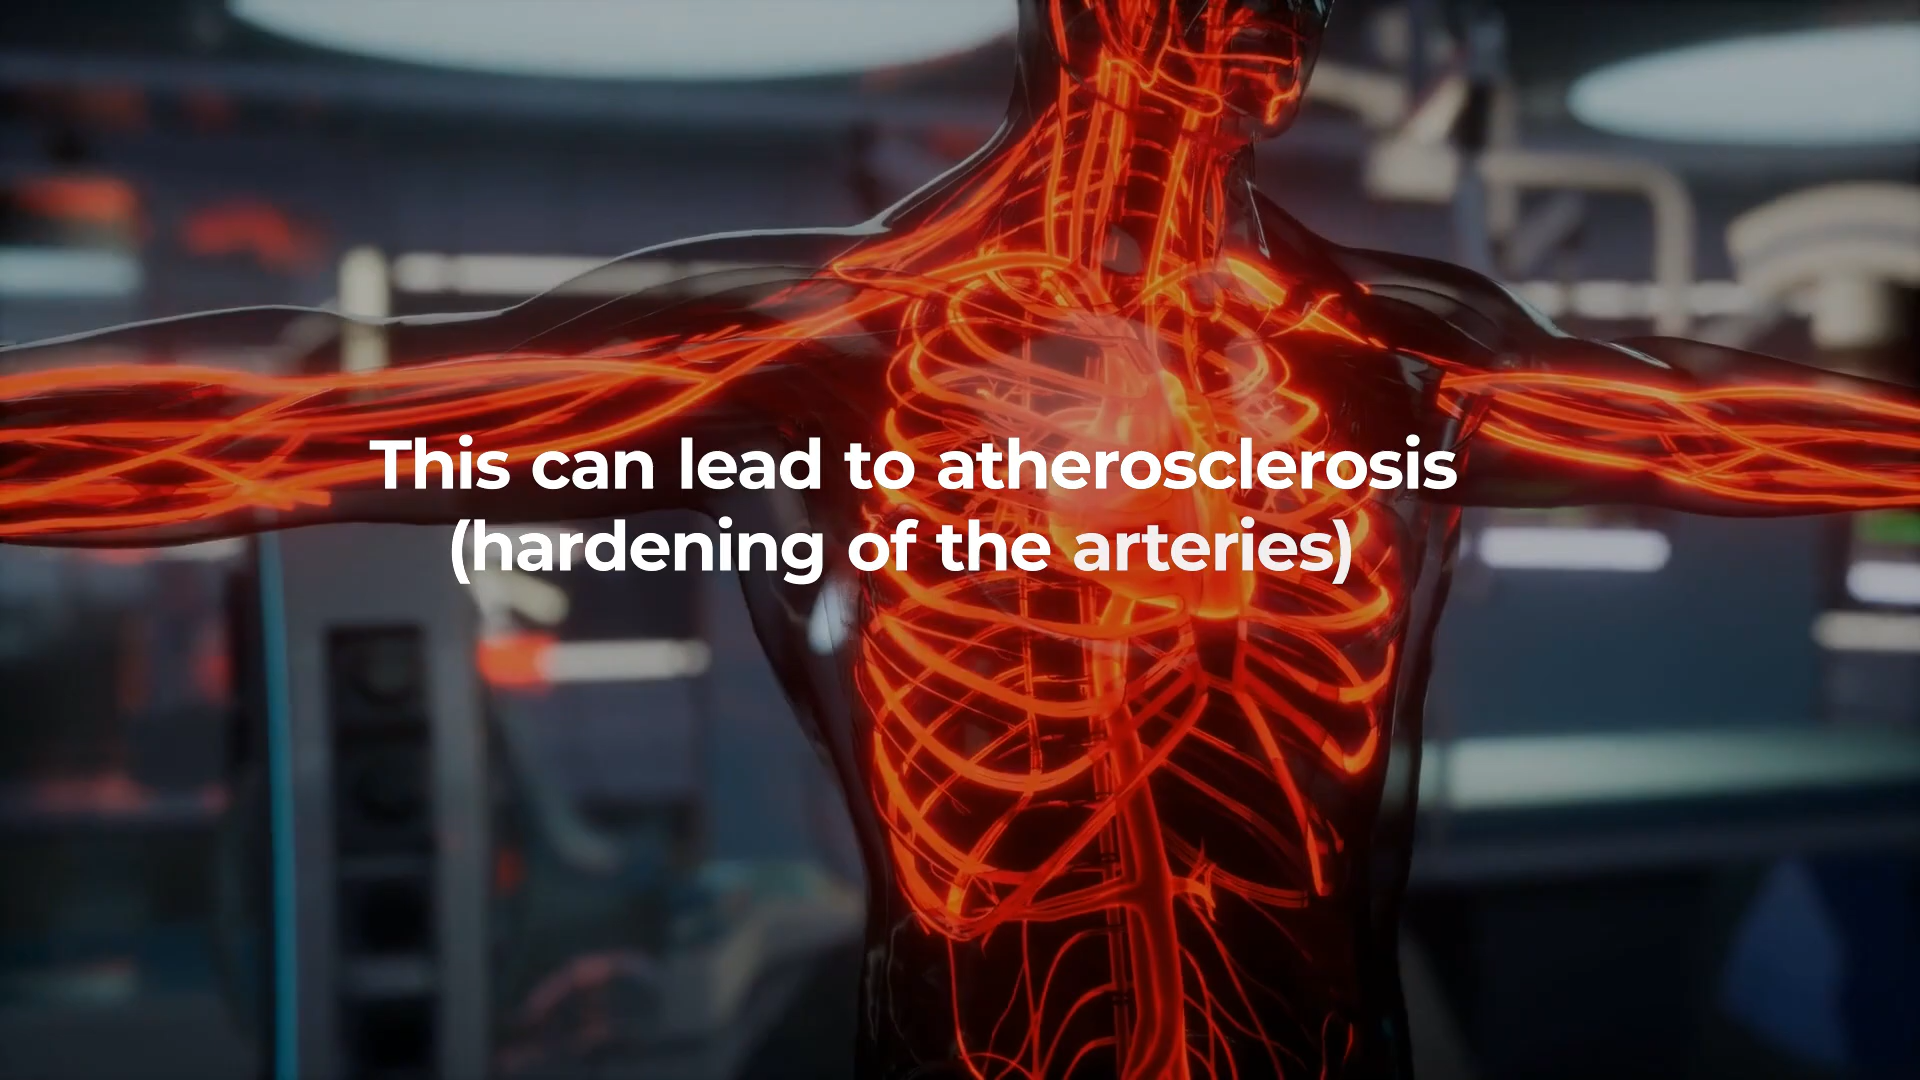 This can lead to atherosclerosis
(hardening of the arteries)